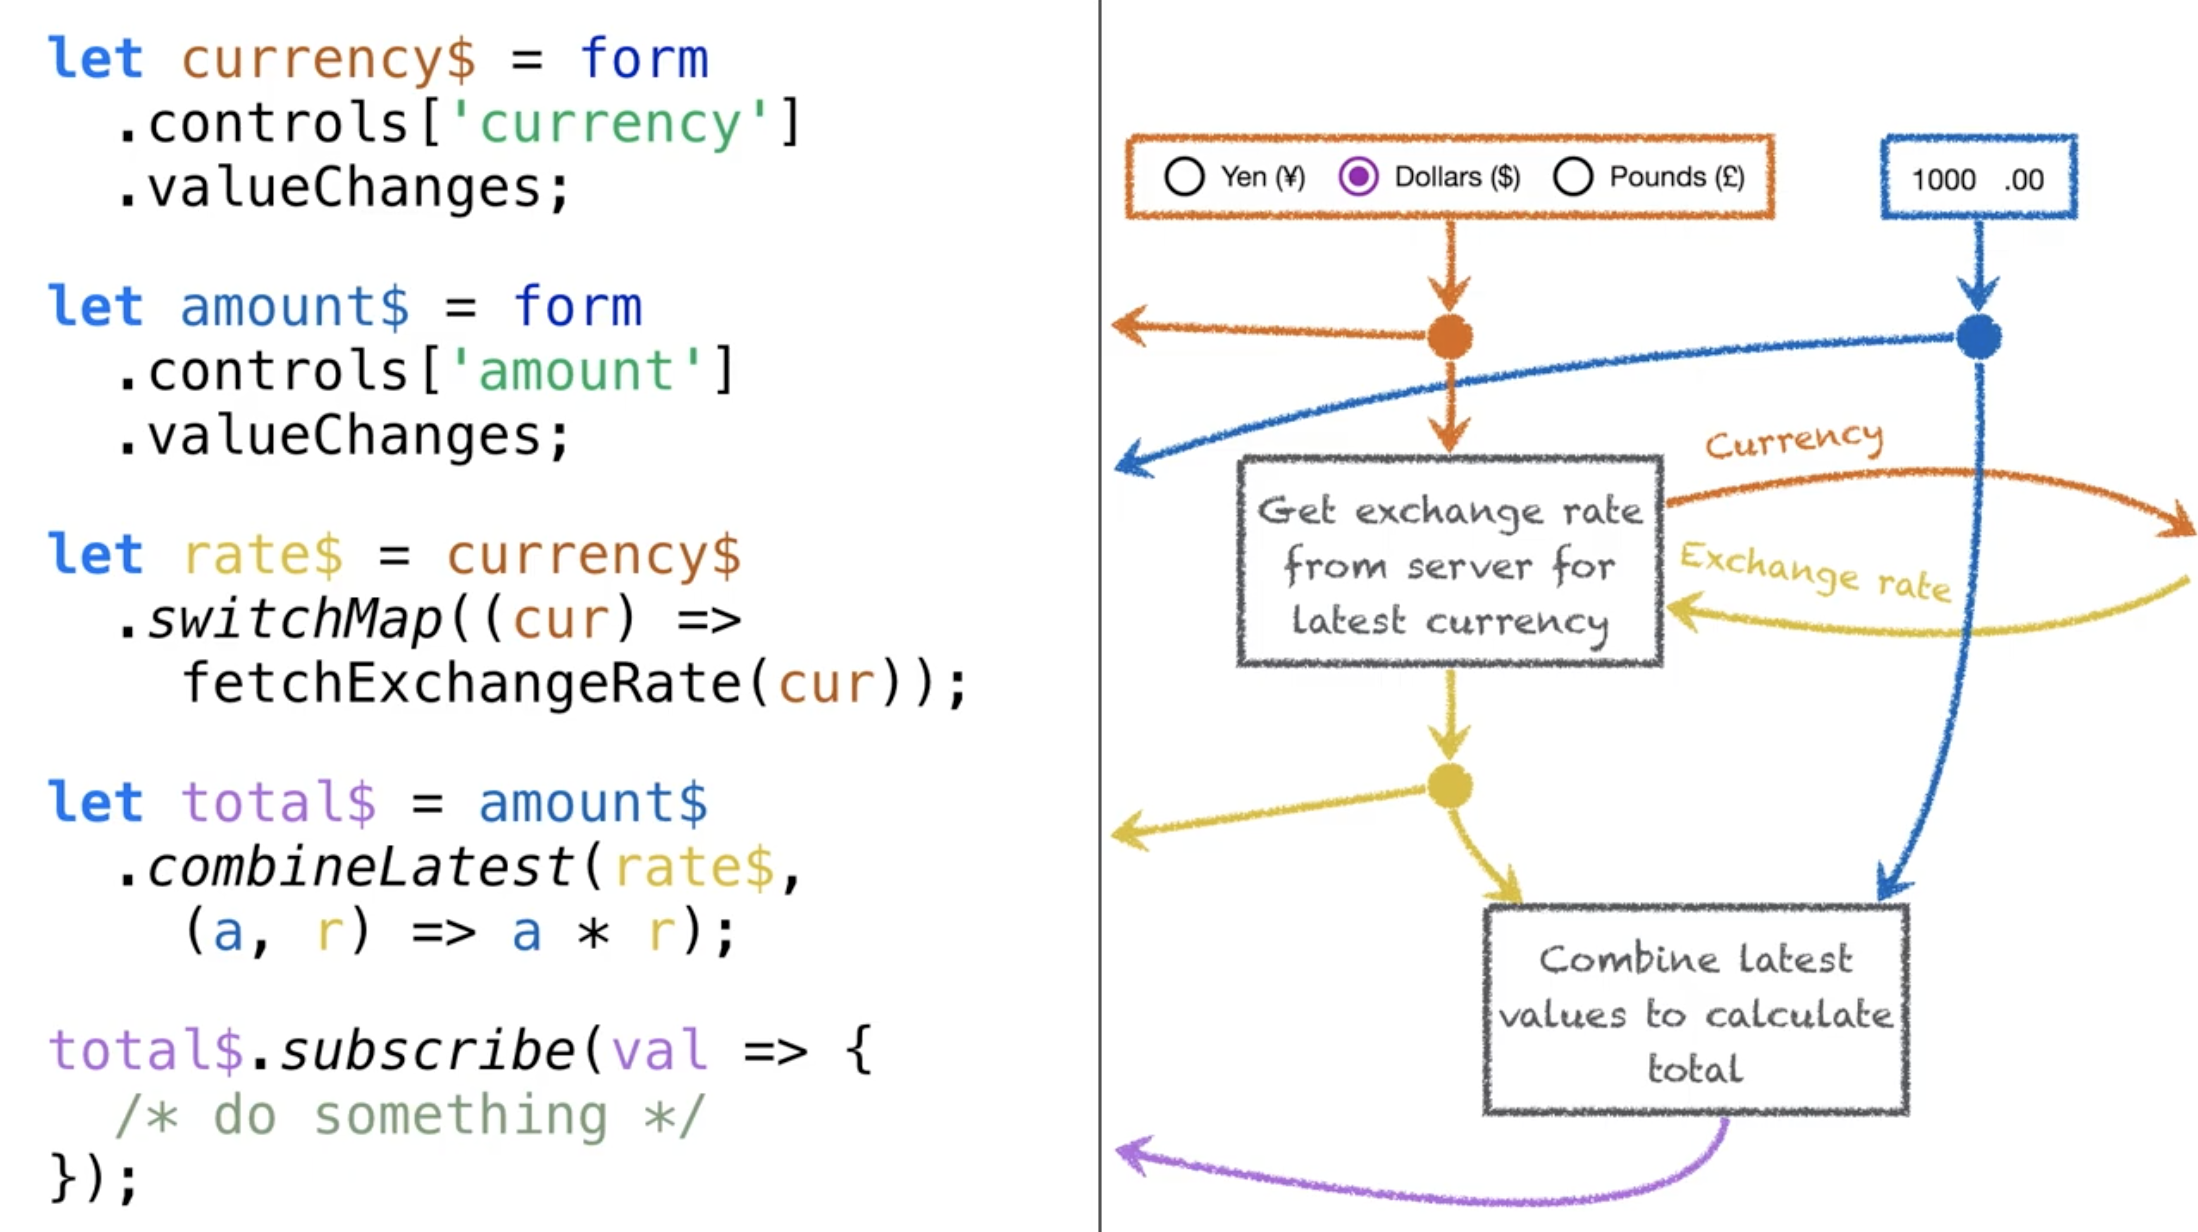 let currency$ = form
.controls['currency']
.valueChanges;
let amount$ = form
.controls['amount']
.valueChanges;
let rate$ = currency$
.switchMap((cur) =>
fetchExchangeRate(cur));
let total$ = amount$
.combineLatest(rate$,
(a, r) => a * r);
total$.subscribe(val => {
/* do something */
});
Yen (¥) Dollars ($) Pounds (£)
1000 .00
Currency
Get exchange rate
from server for
latest currency
Exchange rate
Combine latest
values to calculate
total